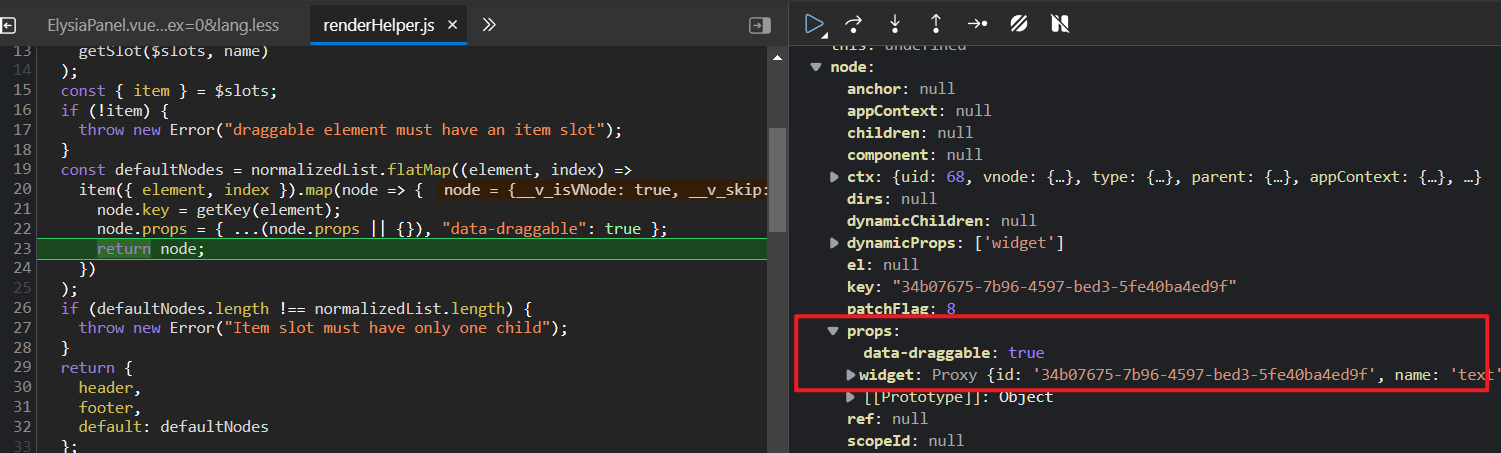 ElysiaPanel.vue...ex=0&lang.less
renderHelper.js ×
13 getSlot($slots, name)
14 );
15 const { item } = $slots;
16 if (!item) {
17 throw new Error("draggable element must have an item slot");
18 }
19 const defaultNodes = normalizedList.flatMap((element, index) =>
20 item({ element, index }).map(node => { node = {__v_isVNode: true, __v_skip:
21 node.key = getKey(element);
22 node.props = { ...(node.props || {}), "data-draggable": true };
23 return node;
24 })
25 );
26 if (defaultNodes.length !== normalizedList.length) {
27 throw new Error("Item slot must have only one child");
28 }
29 return {
30 header,
31 footer,
32 default: defaultNodes
33 };
this: undefined
node:
anchor: null
appContext: null
children: null
component: null
ctx: {uid: 68, vnode: {…}, type: {…}, parent: {…}, appContext: {…}, …}
dirs: null
dynamicChildren: null
dynamicProps: ['widget']
el: null
key: "34b07675-7b96-4597-bed3-5fe40ba4ed9f"
patchFlag: 8
props:
data-draggable: true
widget: Proxy {id: '34b07675-7b96-4597-bed3-5fe40ba4ed9f', name: 'text'
[[Prototype]]: Object
ref: null
scopeId: null